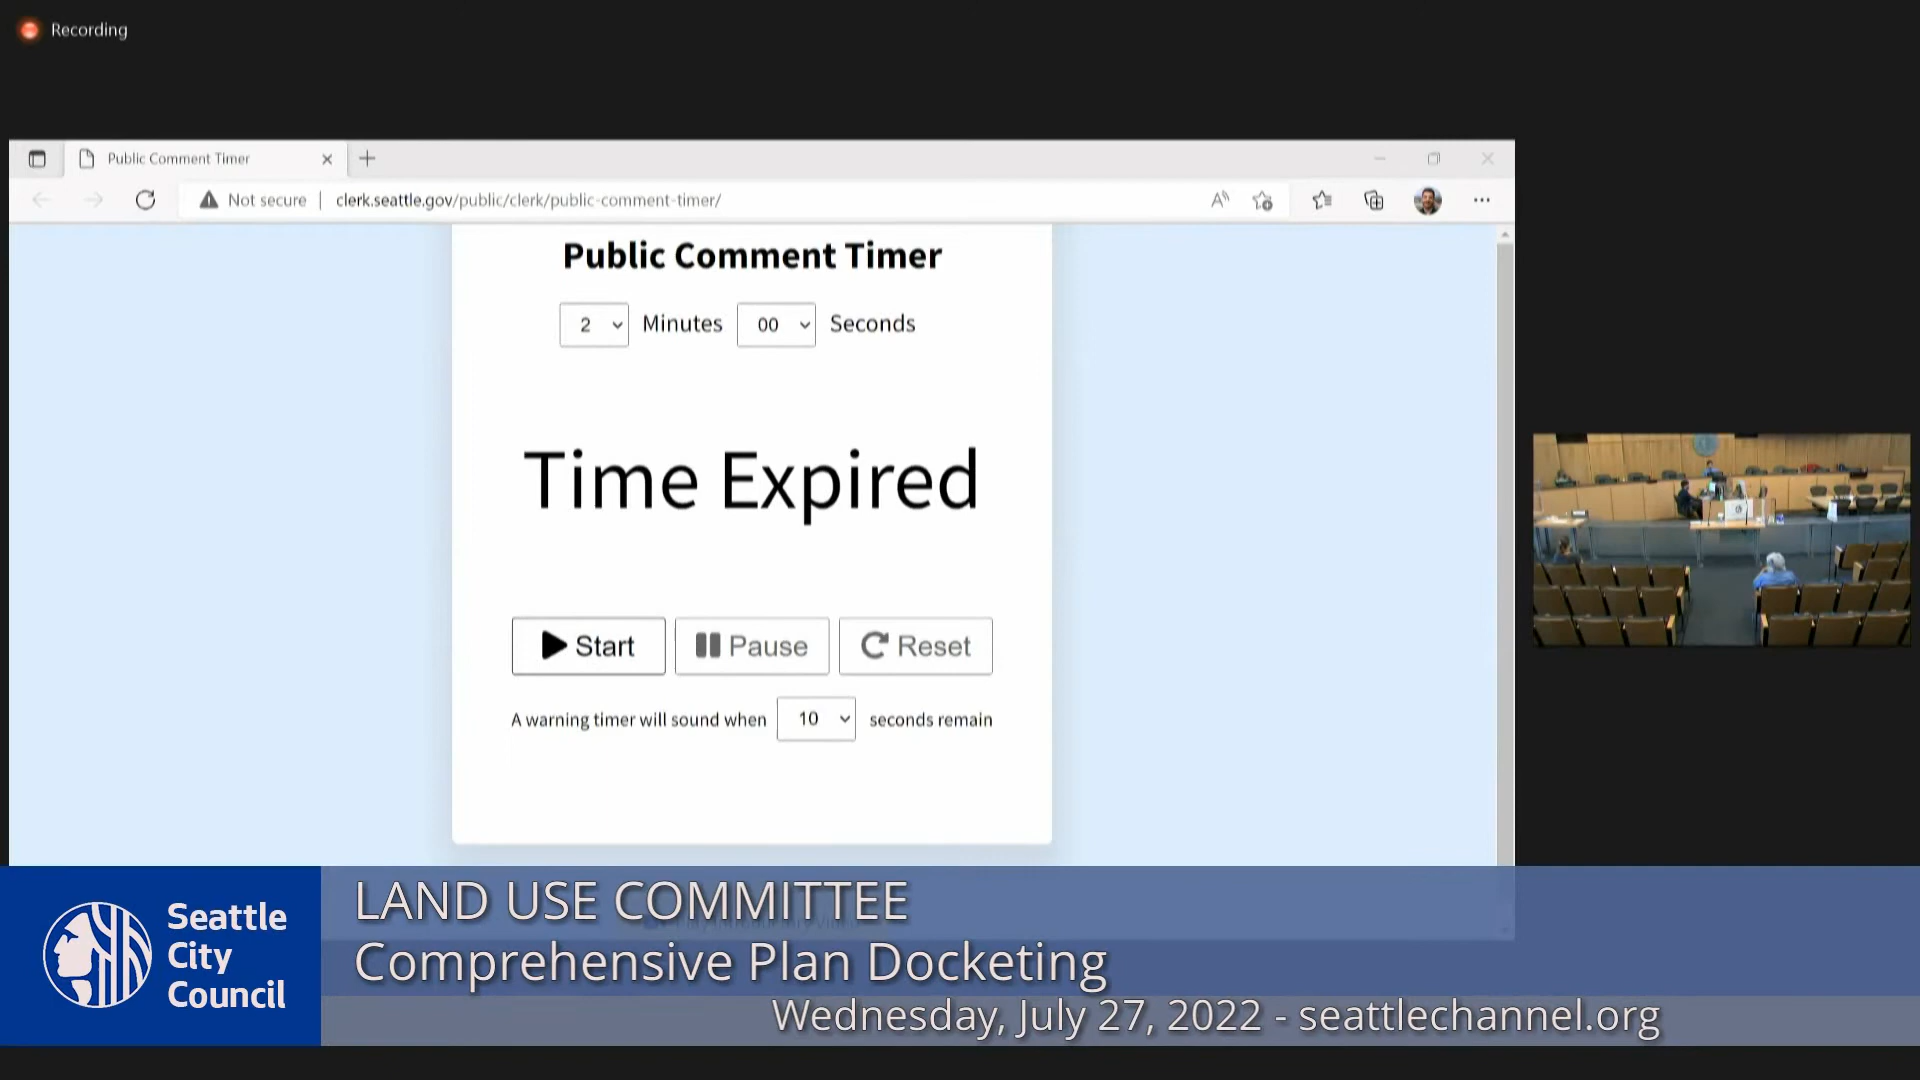 Recording
Public Comment Timer
Not secure | clerk.seattle.gov/public/clerk/public-comment-timer/
Public Comment Timer
2 Minutes 00 Seconds
Time Expired
Start Pause Reset
A warning timer will sound when 10 seconds remain
Seattle
City
Council
LAND USE COMMITTEE
Comprehensive Plan Docketing
Wednesday, July 27, 2022 - seattlechannel.org